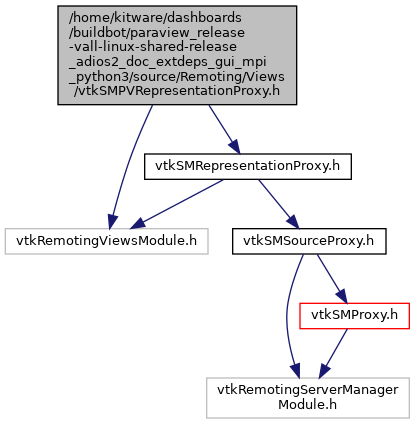 /home/kitware/dashboards
/buildbot/paraview_release
-vall-linux-shared-release
_adios2_doc_extdeps_gui_mpi
_python3/source/Remoting/Views
/vtkSMPVRepresentationProxy.h
vtkSMRepresentationProxy.h
vtkRemotingViewsModule.h
vtkSMSourceProxy.h
vtkSMProxy.h
vtkRemotingServerManager
Module.h